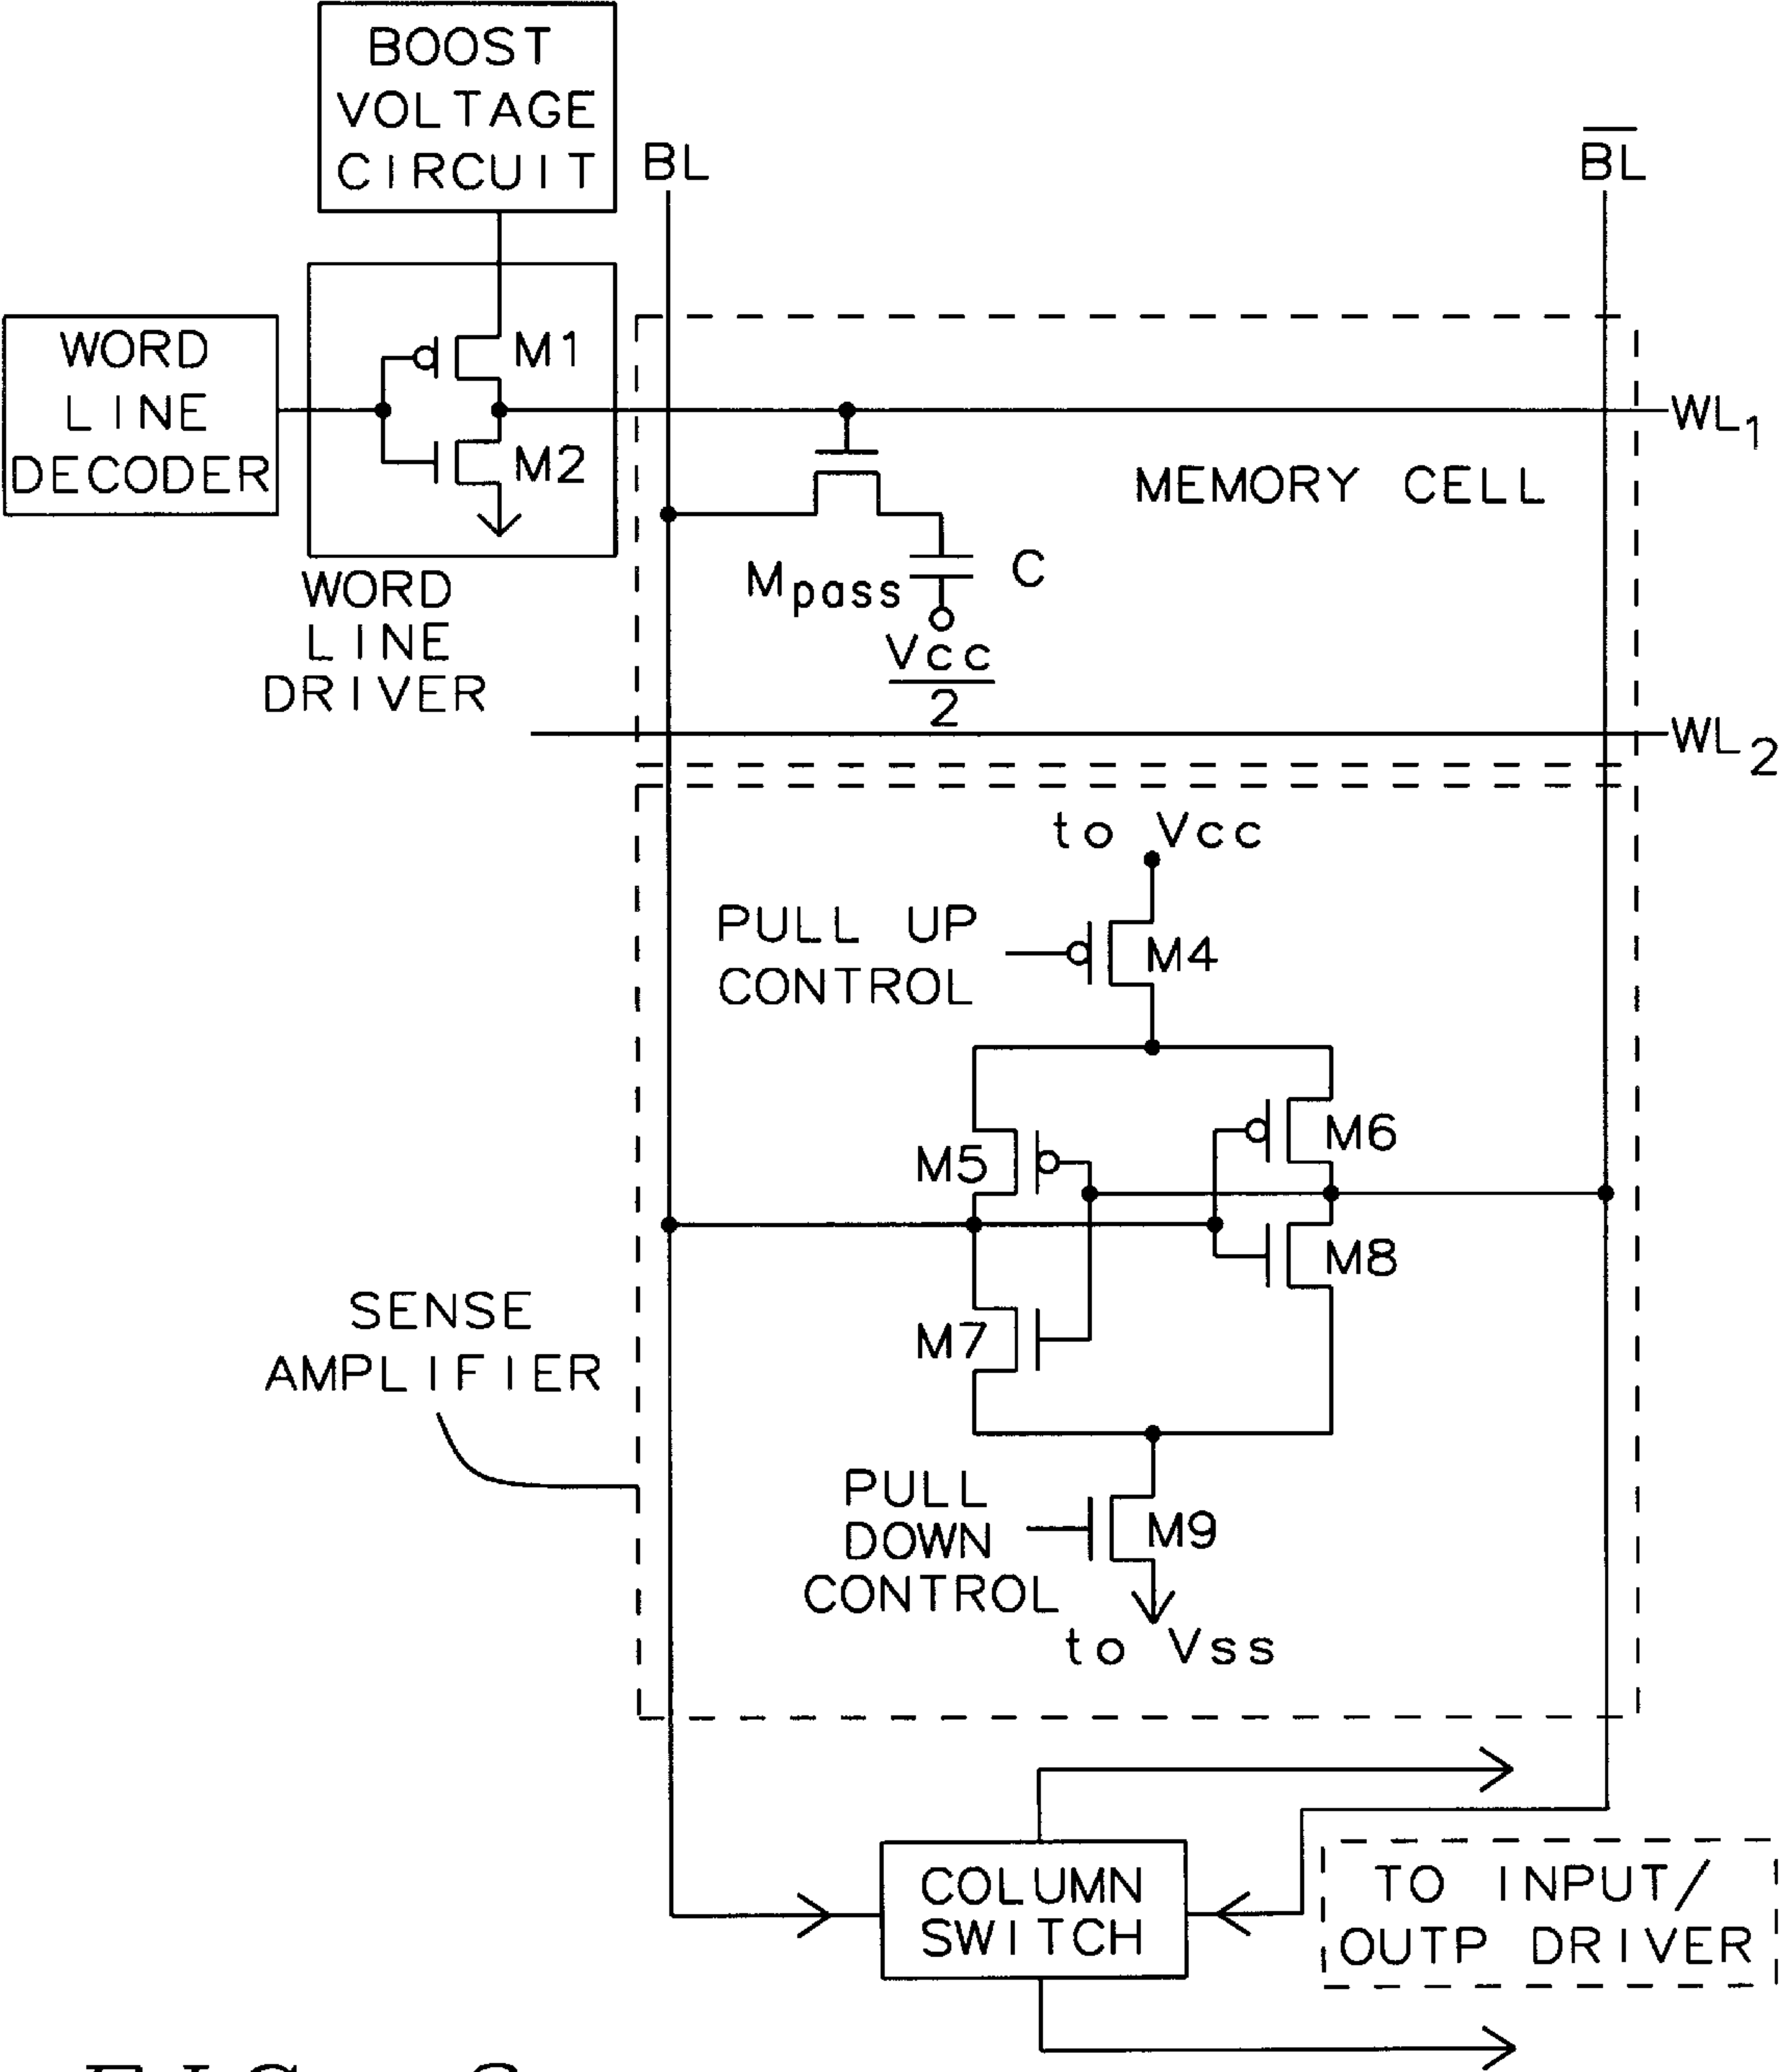 BOOST
VOLTAGE
CIRCUIT
BL
B̅L̅
WORD
LINE
DECODER
M1
M2
WL1
MEMORY CELL
Mpass
C
Vcc
2
WORD
LINE
DRIVER
WL2
to Vcc
PULL UP
CONTROL
M4
M5
M6
M7
M8
SENSE
AMPLIFIER
PULL
DOWN
CONTROL
M9
to Vss
COLUMN
SWITCH
TO INPUT/
OUTP DRIVER